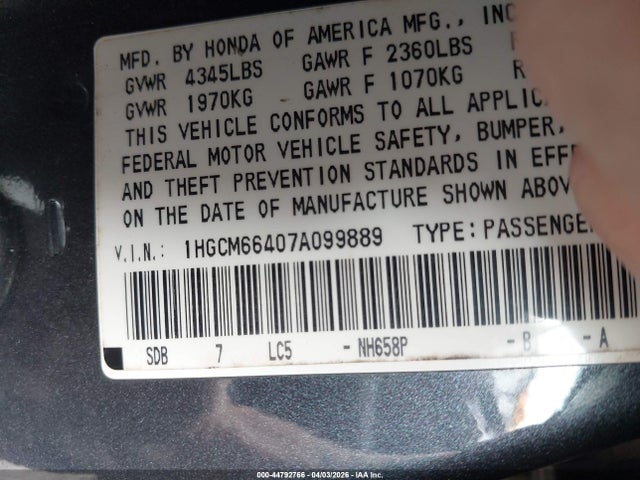 MFD. BY HONDA OF AMERICA MFG., INC
GVWR 4345LBS GAWR F 2360LBS
GVWR 1970KG GAWR F 1070KG R
THIS VEHICLE CONFORMS TO ALL APPLIC
FEDERAL MOTOR VEHICLE SAFETY, BUMPER,
AND THEFT PREVENTION STANDARDS IN EFFE
ON THE DATE OF MANUFACTURE SHOWN ABOV
V.I.N.: 1HGCM66407A099889 TYPE: PASSENGE
SDB 7 LC5 - NH658P - B - A
000-44792766 - 04/03/2026 - IAA Inc.